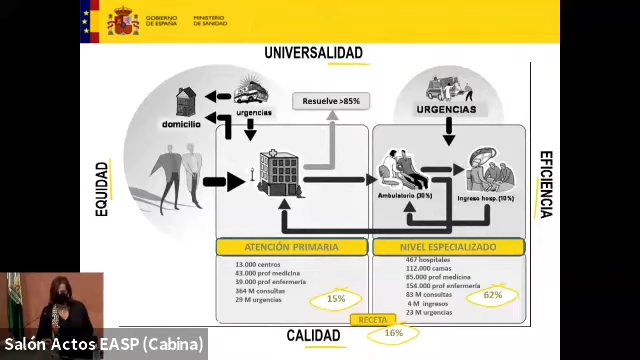 GOBIERNO
DE ESPAÑA
MINISTERIO
DE SANIDAD
UNIVERSALIDAD
EQUIDAD
EFICIENCIA
urgencias
domicilio
Resuelve >85%
URGENCIAS
Ambulatorio (30%)
Ingreso hosp. (10%)
ATENCIÓN PRIMARIA
13.000 centros
43.000 prof medicina
39.000 prof enfermería
364 M consultas
29 M urgencias
15%
NIVEL ESPECIALIZADO
467 hospitales
112.000 camas
85.000 prof medicina
154.000 prof enfermería
83 M consultas
4 M ingresos
23 M urgencias
62%
RECETA
16%
CALIDAD
Salón Actos EASP (Cabina)